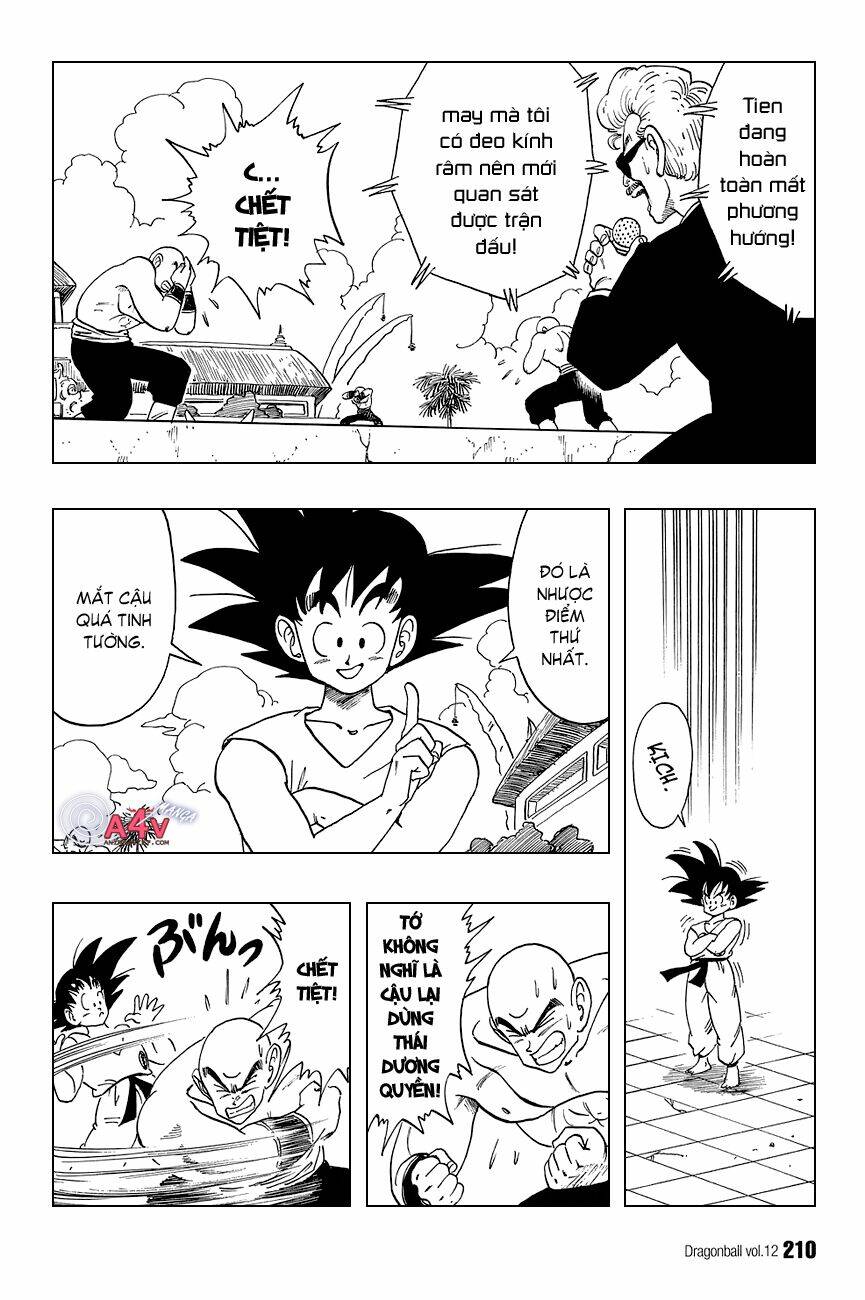 Tien
đang
hoàn
toàn mất
phương
hướng!
may mà tôi
có đeo kính
râm nên mới
quan sát
được trận
đấu!
C...
CHẾT
TIỆT!
KỊCH.
ĐÓ LÀ
NHƯỢC
ĐIỂM
THỨ
NHẤT.
MẮT CẬU
QUÁ TINH
TƯỜNG.
MANGA
A4V
TỚ
KHÔNG
NGHĨ LÀ
CẬU LẠI
DÙNG
THÁI
DƯƠNG
QUYỀN!
CHẾT
TIỆT!
ぶんっ
Dragonball vol.12 210